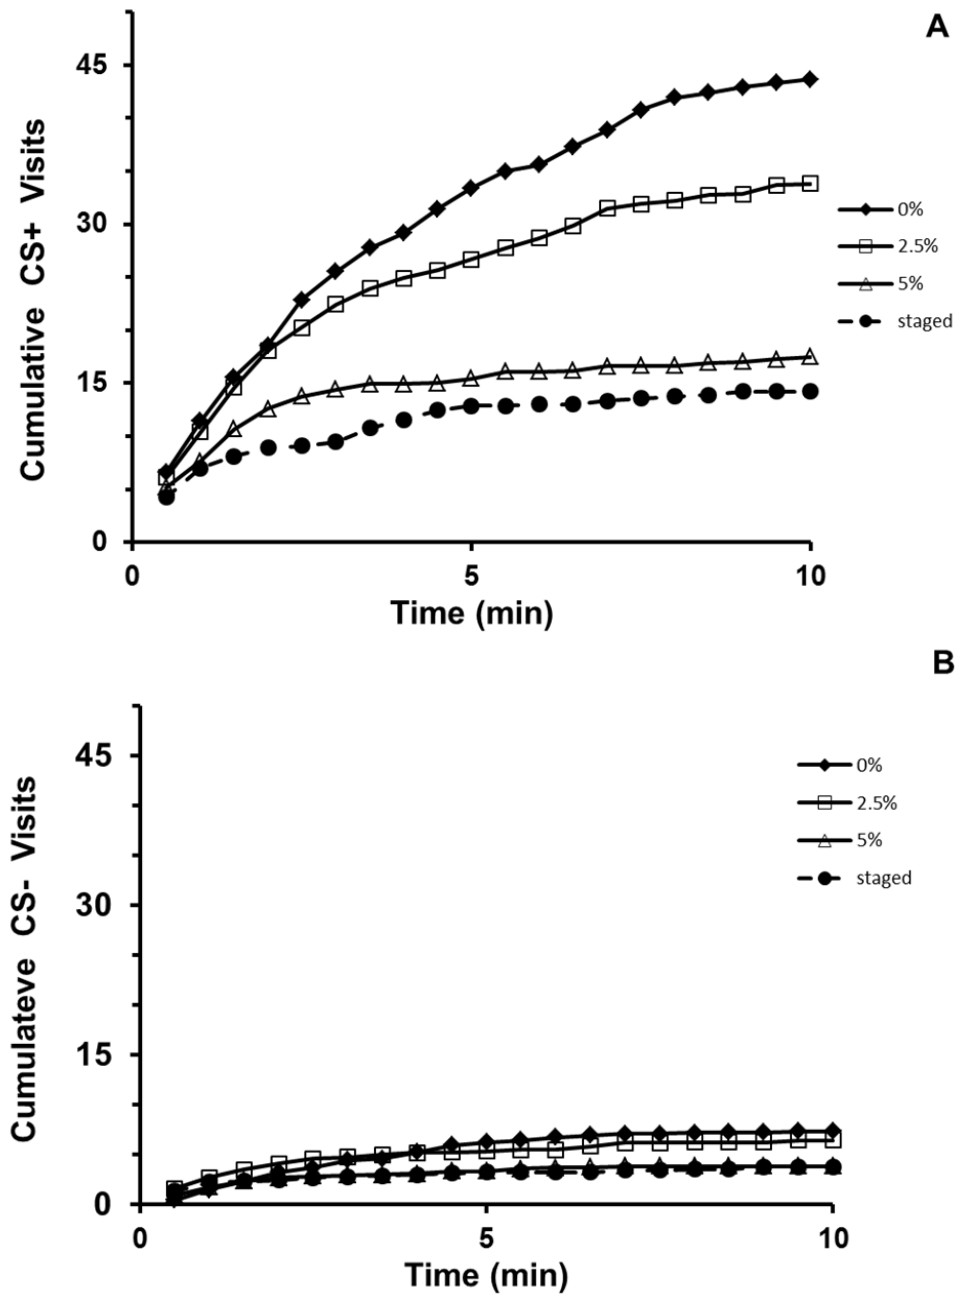 A
45
30
15
0
Cumulative CS+ Visits
0 5 10
Time (min)
0%
2.5%
5%
staged
B
45
30
15
0
Cumulateve CS- Visits
0 5 10
Time (min)
0%
2.5%
5%
staged